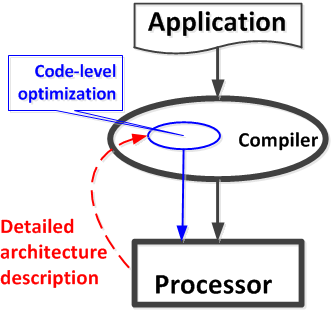 Application
Code-level
optimization
Compiler
Detailed
architecture
description
Processor